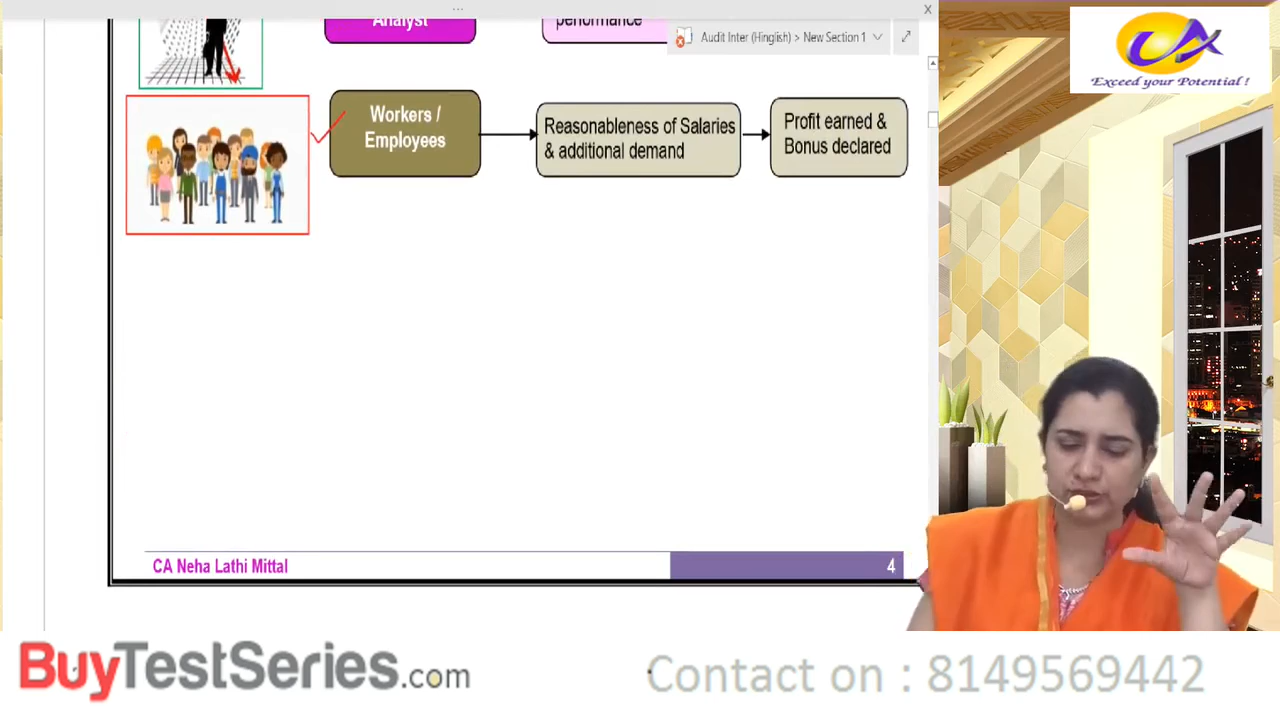 Analyst
performance
Audit Inter (Hinglish) > New Section 1
Exceed your Potential !
Workers /
Employees
Reasonableness of Salaries
& additional demand
Profit earned &
Bonus declared
CA Neha Lathi Mittal
4
BuyTestSeries.com
Contact on : 8149569442